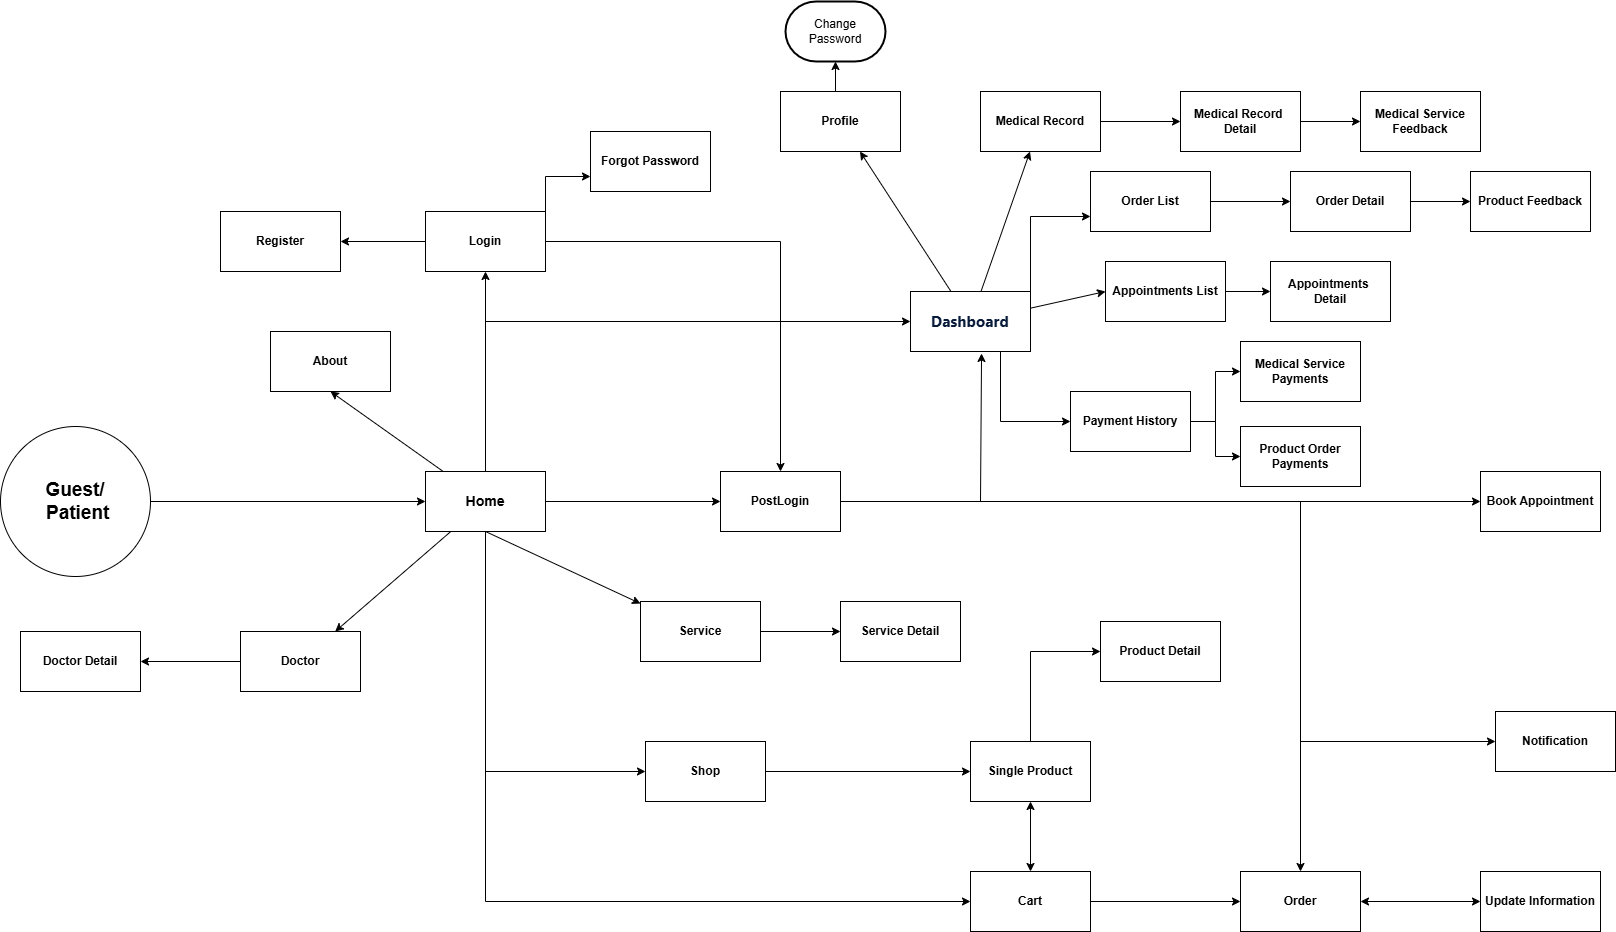 Change
Password
Profile
Medical Record
Medical Record
Detail
Medical Service
Feedback
Forgot Password
Order List
Order Detail
Product Feedback
Register
Login
Appointments List
Appointments
Detail
Dashboard
About
Medical Service
Payments
Payment History
Product Order
Payments
Guest/
Patient
Home
PostLogin
Book Appointment
Service
Service Detail
Doctor Detail
Doctor
Product Detail
Notification
Shop
Single Product
Cart
Order
Update Information